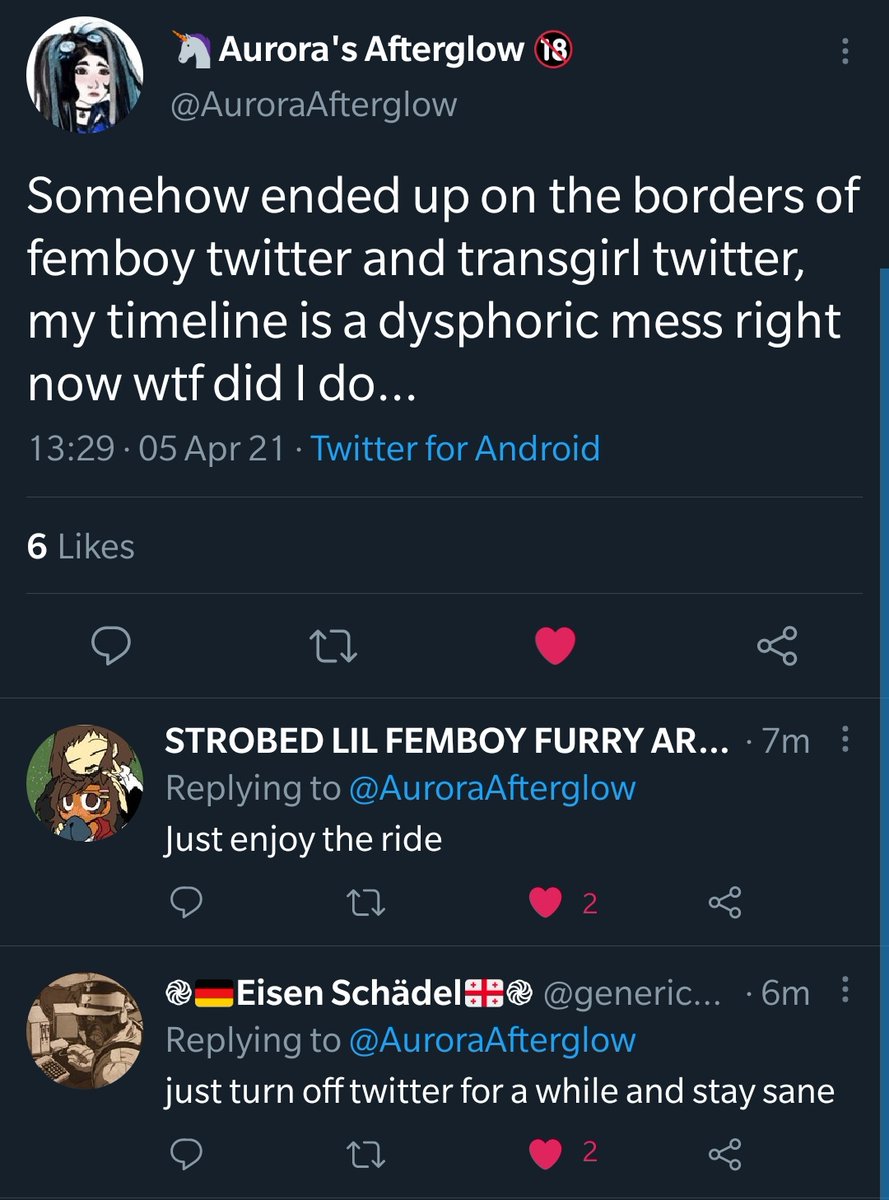 🦄Aurora's Afterglow 🔞
@AuroraAfterglow
Somehow ended up on the borders of
femboy twitter and transgirl twitter,
my timeline is a dysphoric mess right
now wtf did I do...
13:29 · 05 Apr 21 · Twitter for Android
6 Likes
STROBED LIL FEMBOY FURRY AR... · 7m
Replying to @AuroraAfterglow
Just enjoy the ride
2
֎🇩🇪Eisen Schädel🇬🇪֎ @generic... · 6m
Replying to @AuroraAfterglow
just turn off twitter for a while and stay sane
2